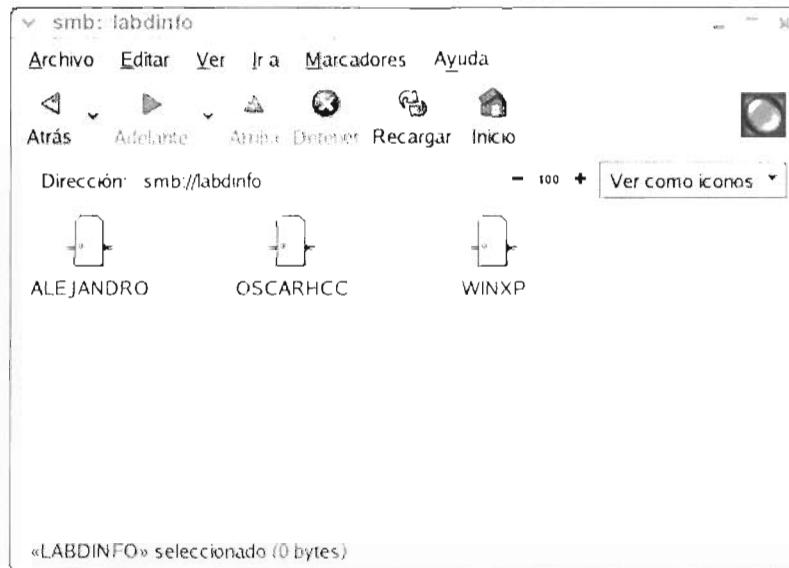 smb: labdinfo
Archivo Editar Ver Ir a Marcadores Ayuda
Atrás Adelante Arriba Detener Recargar Inicio
Dirección: smb://labdinfo - 100 + Ver como iconos
ALEJANDRO OSCARHCC WINXP
«LABDINFO» seleccionado (0 bytes)